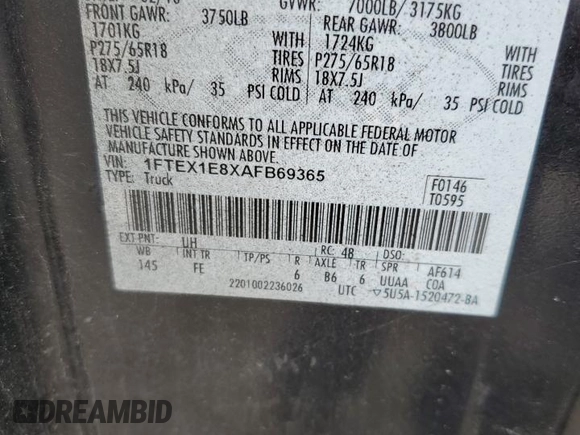 GVWR: 7000LB/3175KG
FRONT GAWR: 3750LB REAR GAWR: 3800LB
1701KG WITH 1724KG WITH
P275/65R18 TIRES P275/65R18 TIRES
18X7.5J RIMS 18X7.5J RIMS
AT 240 kPa/ 35 PSI COLD AT 240 kPa/ 35 PSI COLD
THIS VEHICLE CONFORMS TO ALL APPLICABLE FEDERAL MOTOR
VEHICLE SAFETY STANDARDS IN EFFECT ON THE DATE OF
MANUFACTURE SHOWN ABOVE.
VIN: 1FTEX1E8XAFB69365
TYPE: Truck
F0146
T0595
EXT PNT: UH RC: 48 DSO:
WB INT TR TP/PS R AXLE TR SPR AF614
145 FE 6 B6 6 UUAA COA
2201002236026 UTC ▽5U5A-1520472-BA
DREAMBID